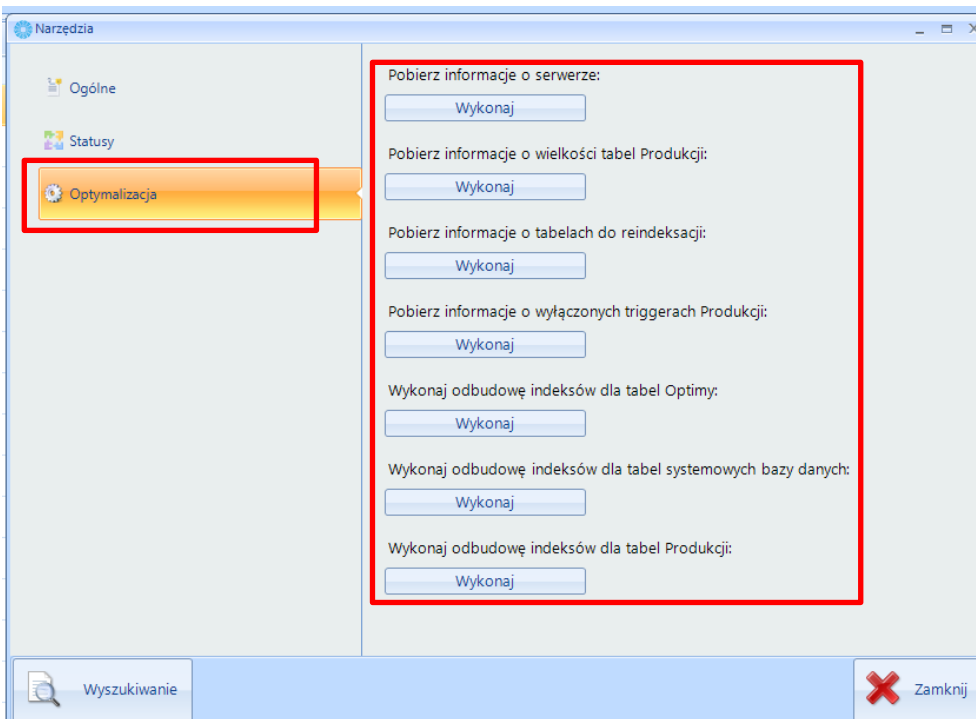 Narzędzia
Ogólne
Statusy
Optymalizacja
Pobierz informacje o serwerze:
Wykonaj
Pobierz informacje o wielkości tabel Produkcji:
Wykonaj
Pobierz informacje o tabelach do reindeksacji:
Wykonaj
Pobierz informacje o wyłączonych triggerach Produkcji:
Wykonaj
Wykonaj odbudowę indeksów dla tabel Optimy:
Wykonaj
Wykonaj odbudowę indeksów dla tabel systemowych bazy danych:
Wykonaj
Wykonaj odbudowę indeksów dla tabel Produkcji:
Wykonaj
Wyszukiwanie
Zamknij